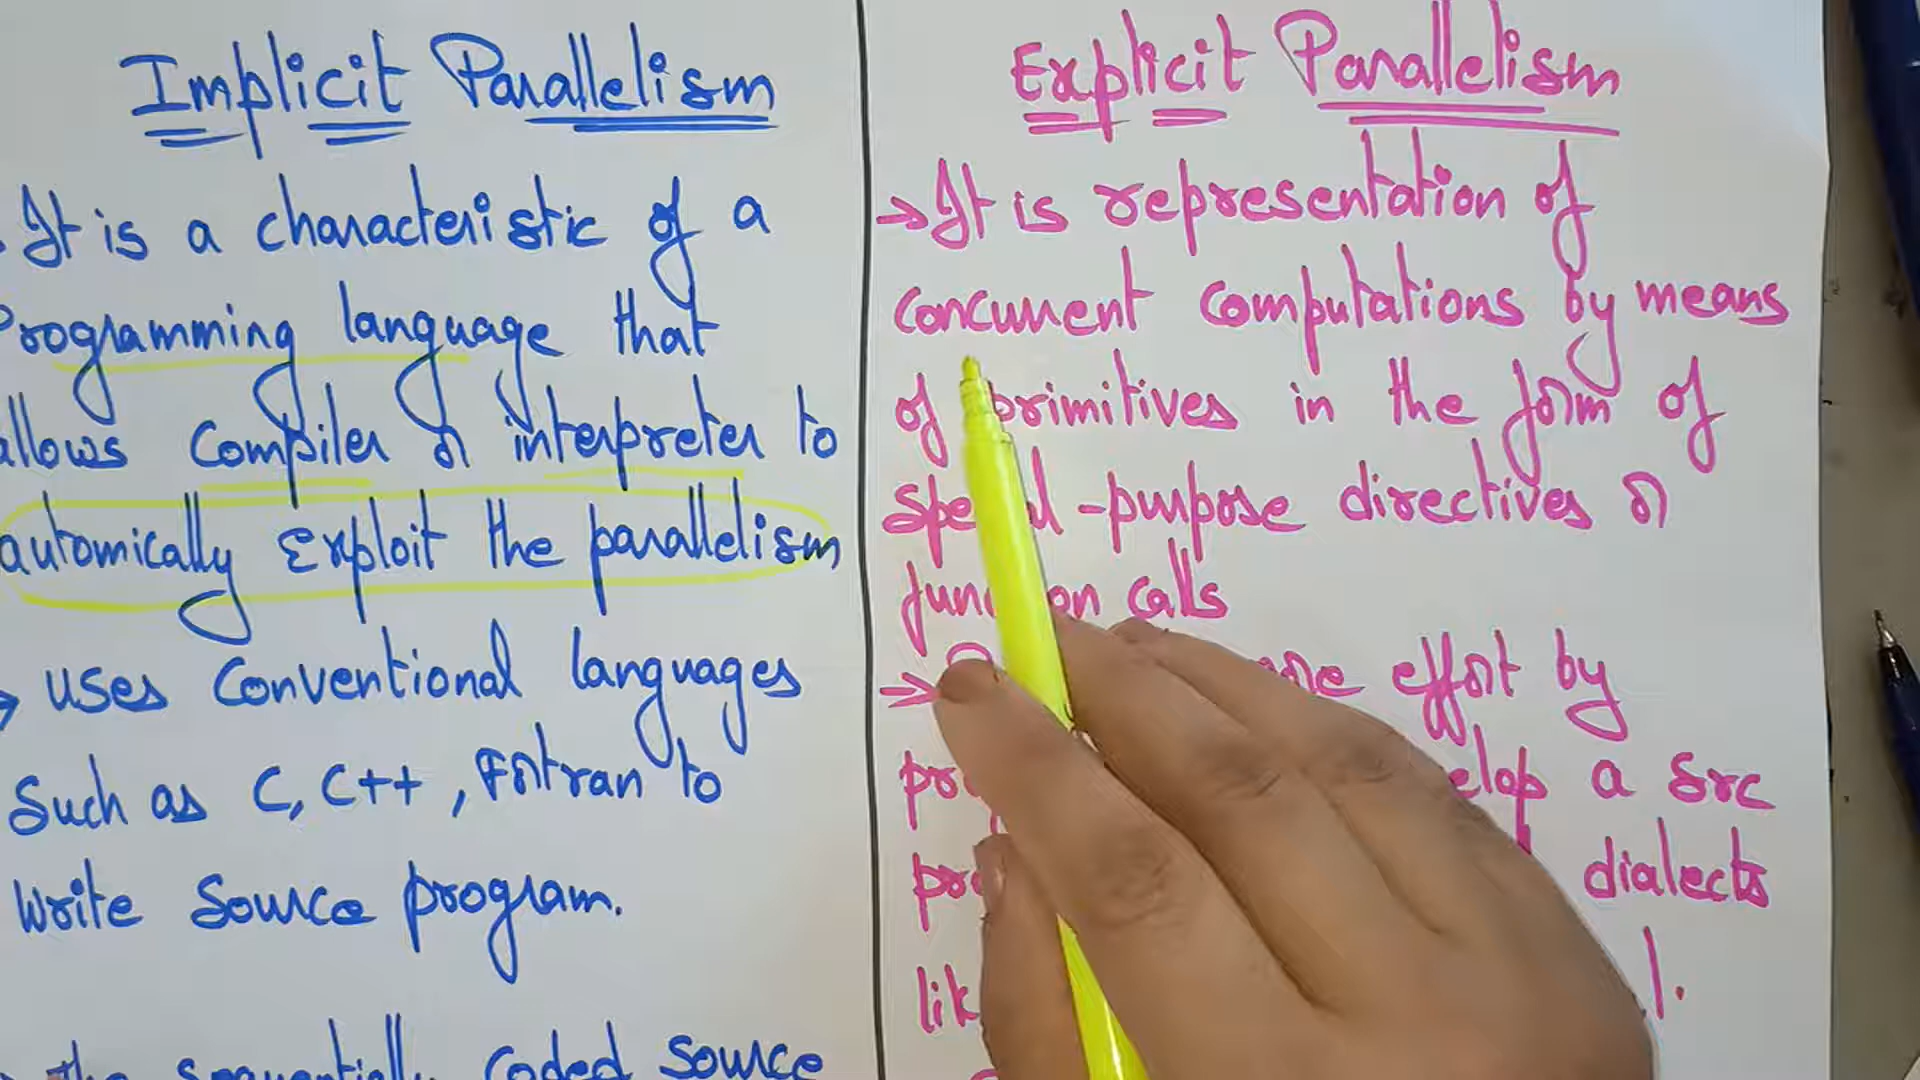 Implicit Parallelism
It is a characteristic of a
Programming language that
allows compiler or interpreter to
automically exploit the parallelism
→ uses Conventional languages
Such as C, C++, Fortran to
Write Source program.
the sequentially coded source
Explicit Parallelism
→ It is representation of
concurrent computations by means
of primitives in the form of
-purpose directives or
calls
→ effort by
a src
dialects